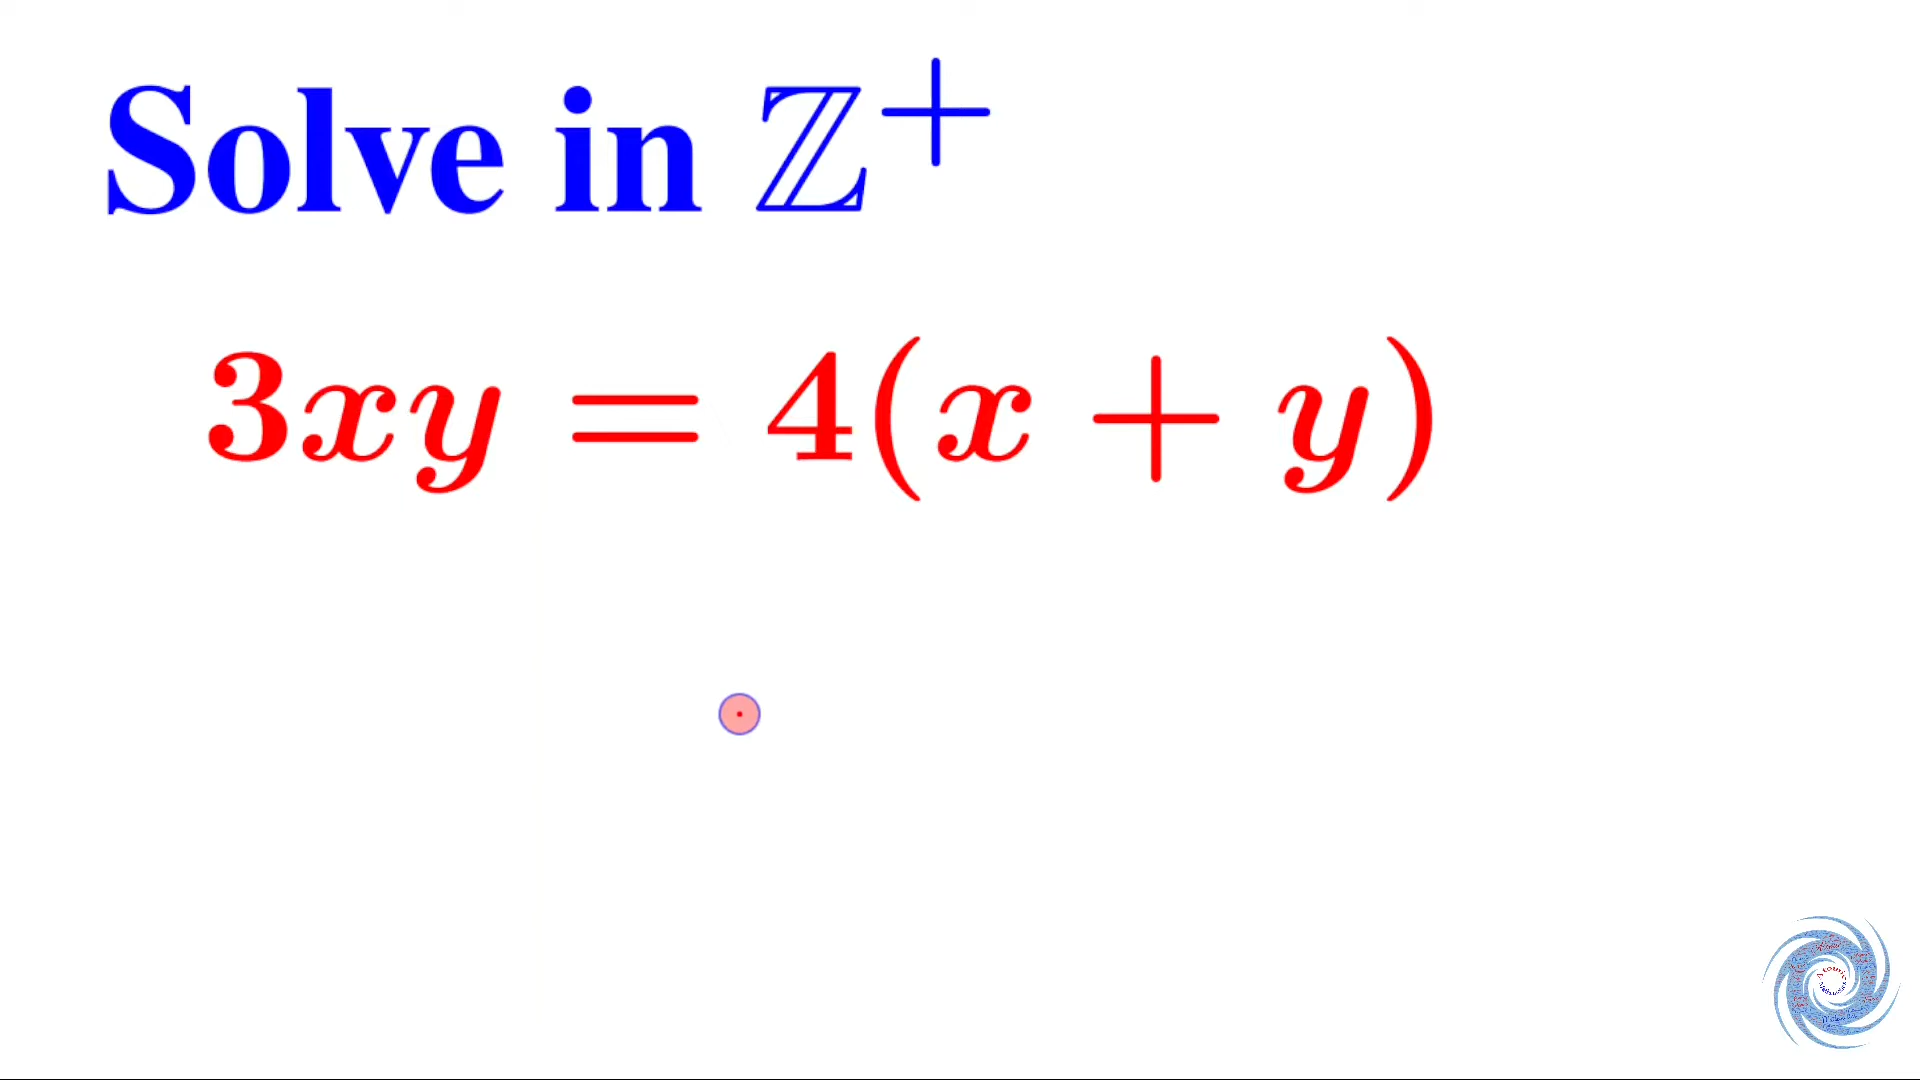 Solve in ℤ⁺
3xy = 4(x + y)